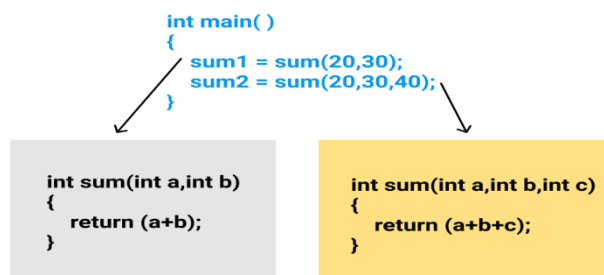 int main( )
{
sum1 = sum(20,30);
sum2 = sum(20,30,40);
}
int sum(int a,int b)
{
return (a+b);
}
int sum(int a,int b,int c)
{
return (a+b+c);
}